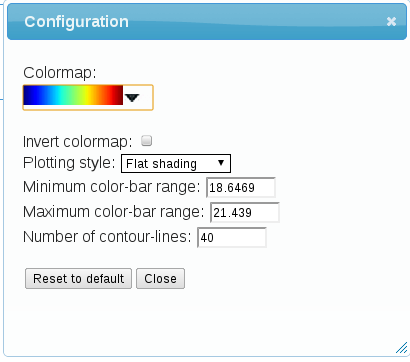 Configuration
Colormap:
Invert colormap:
Plotting style: Flat shading
Minimum color-bar range: 18.6469
Maximum color-bar range: 21.439
Number of contour-lines: 40
Reset to default Close